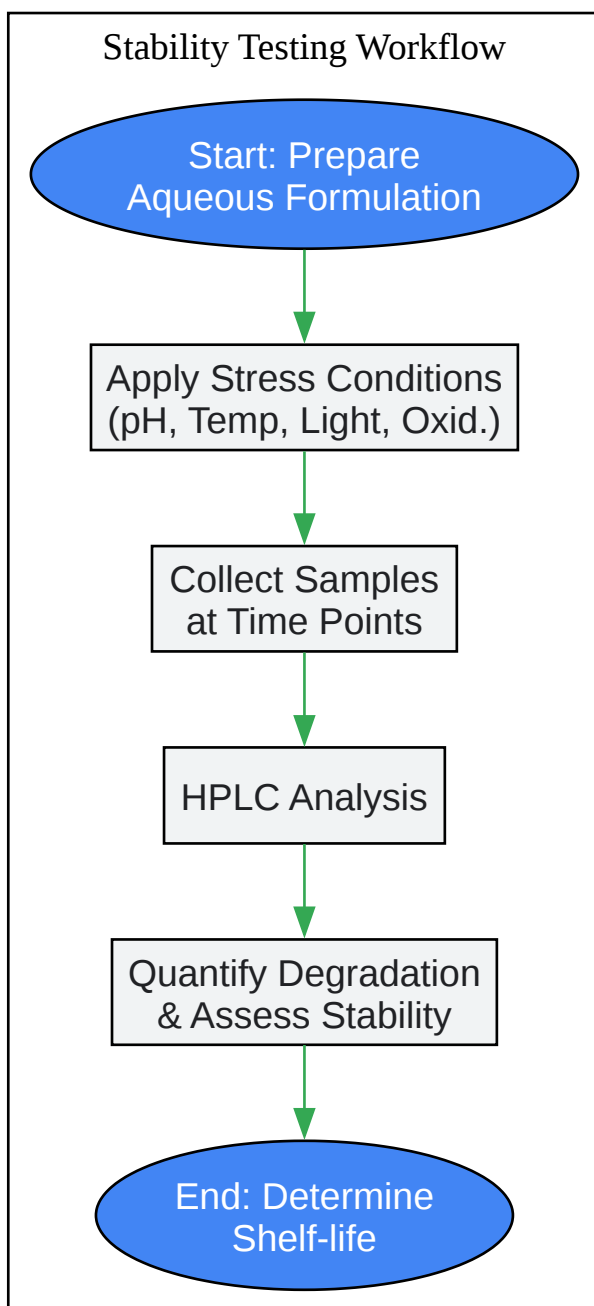 Stability Testing Workflow
Start: Prepare
Aqueous Formulation
Apply Stress Conditions
(pH, Temp, Light, Oxid.)
Collect Samples
at Time Points
HPLC Analysis
Quantify Degradation
& Assess Stability
End: Determine
Shelf-life